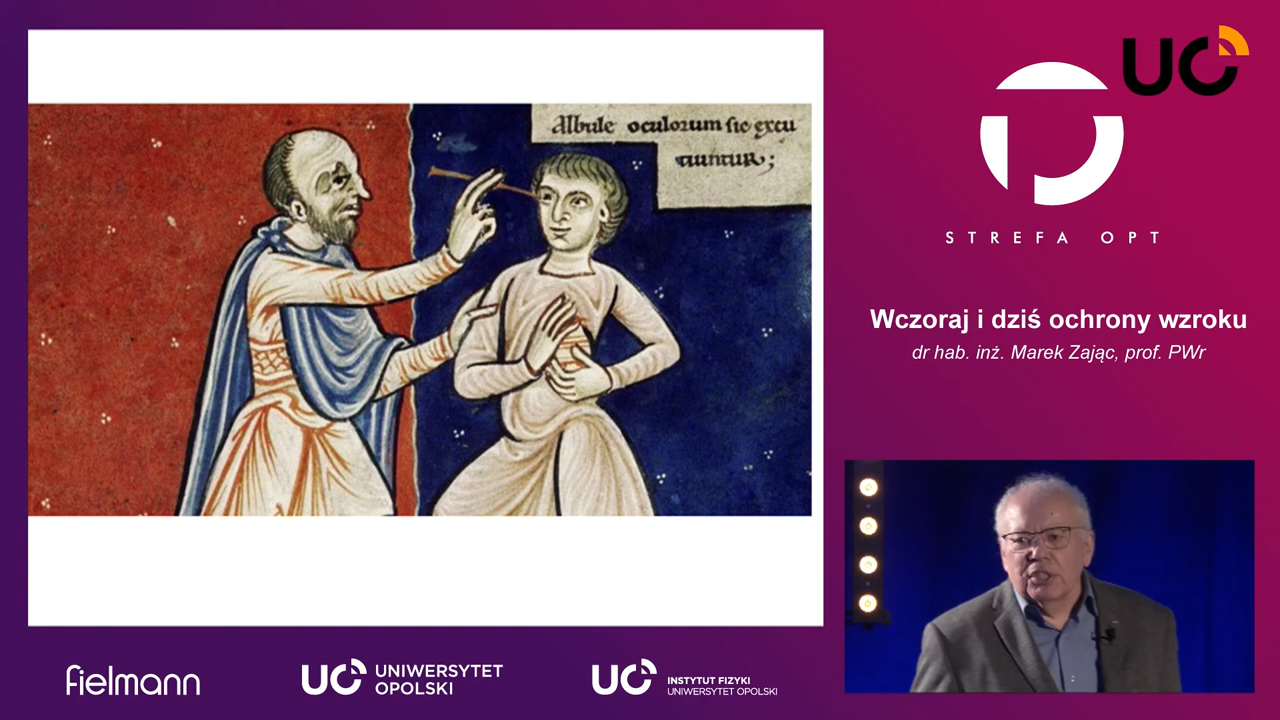 Albule oculorum sic excu
tiuntur;
UO
STREFA OPT
Wczoraj i dziś ochrony wzroku
dr hab. inż. Marek Zając, prof. PWr
fielmann
UO UNIWERSYTET
OPOLSKI
UO INSTYTUT FIZYKI
UNIWERSYTET OPOLSKI